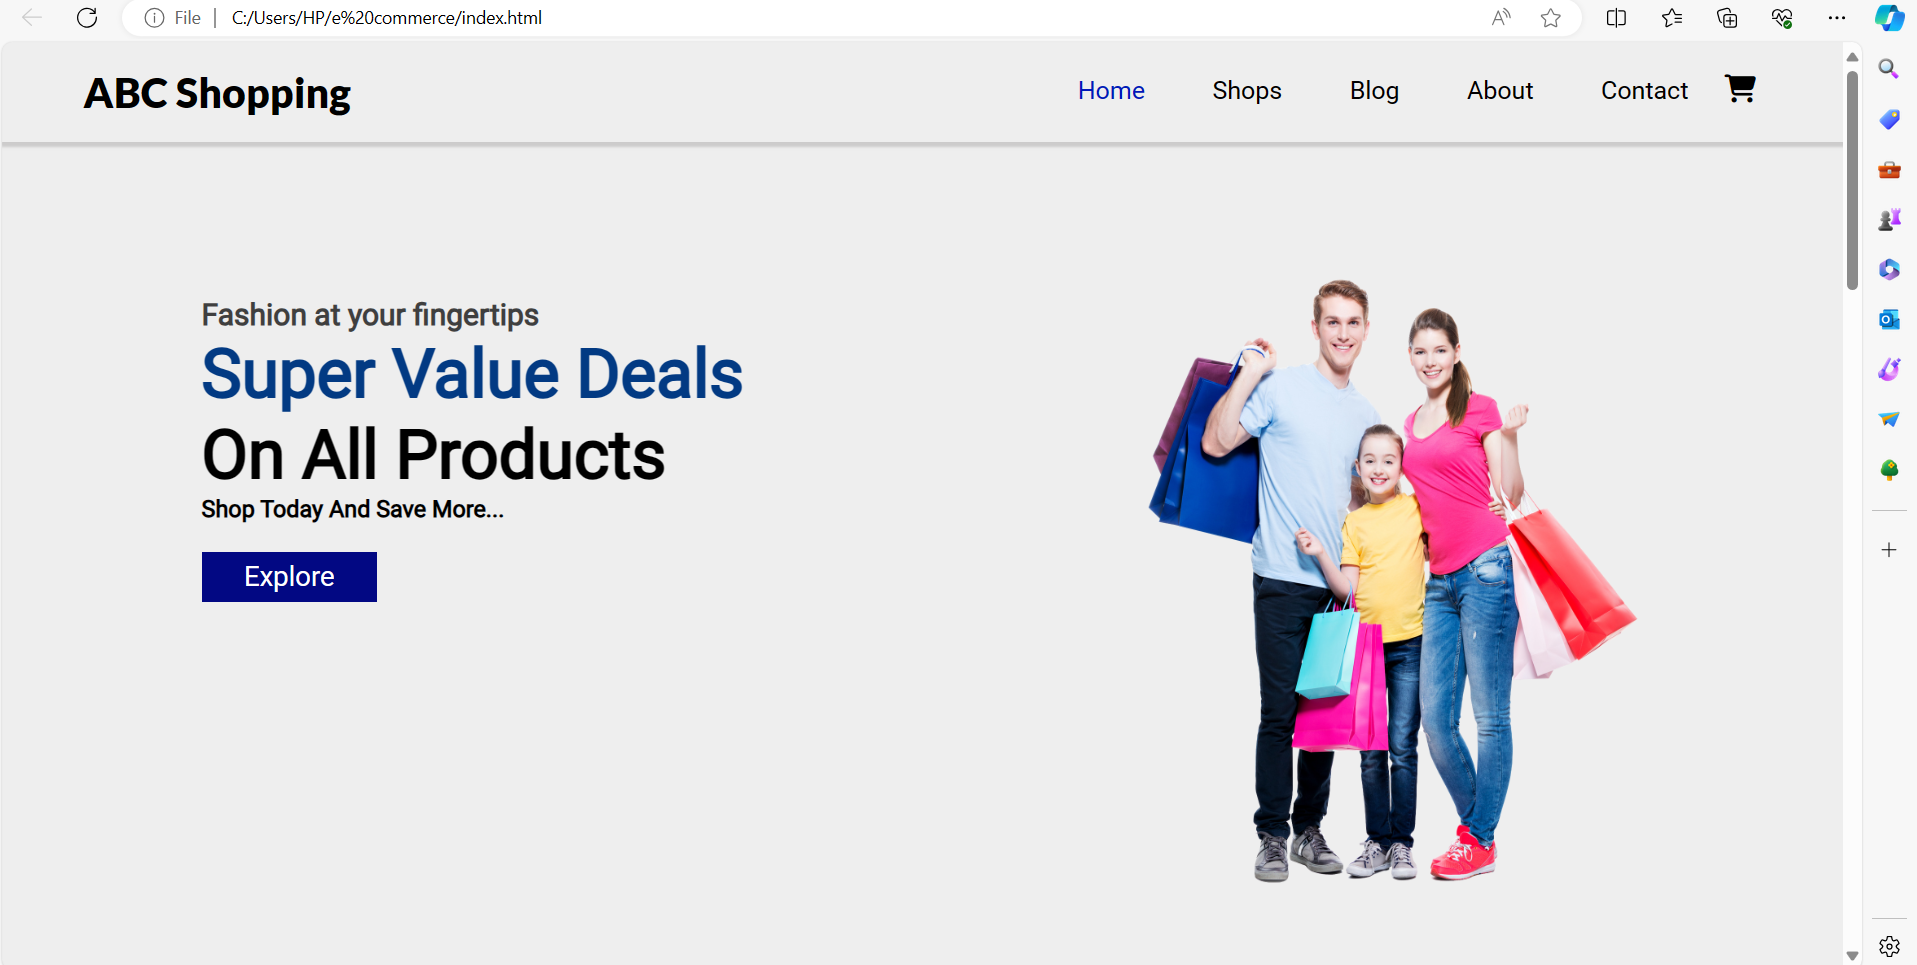 File
C:/Users/HP/e%20commerce/index.html
ABC Shopping
Home Shops Blog About Contact
Fashion at your fingertips
Super Value Deals
On All Products
Shop Today And Save More...
Explore